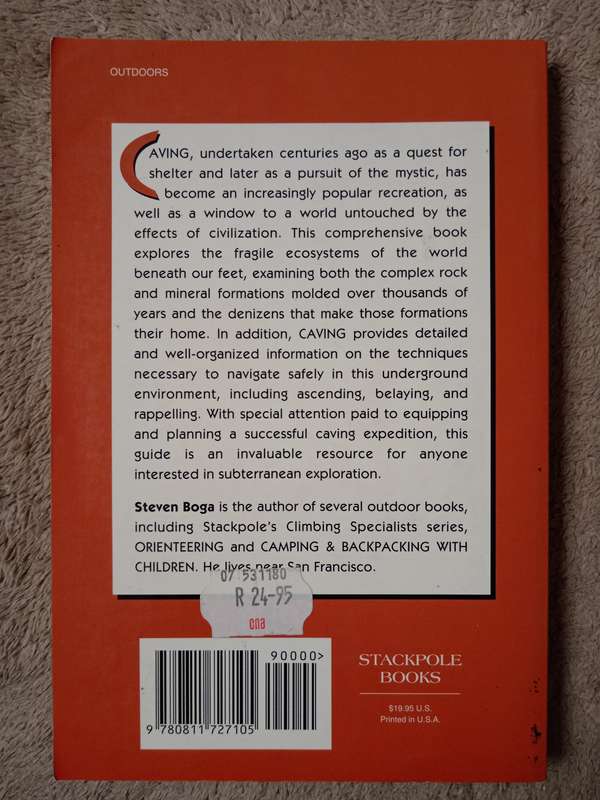 OUTDOORS
CAVING, undertaken centuries ago as a quest for
shelter and later as a pursuit of the mystic, has
become an increasingly popular recreation, as
well as a window to a world untouched by the
effects of civilization. This comprehensive book
explores the fragile ecosystems of the world
beneath our feet, examining both the complex rock
and mineral formations molded over thousands of
years and the denizens that make those formations
their home. In addition, CAVING provides detailed
and well-organized information on the techniques
necessary to navigate safely in this underground
environment, including ascending, belaying, and
rappelling. With special attention paid to equipping
and planning a successful caving expedition, this
guide is an invaluable resource for anyone
interested in subterranean exploration.
Steven Boga is the author of several outdoor books,
including Stackpole's Climbing Specialists series,
ORIENTEERING and CAMPING & BACKPACKING WITH
CHILDREN. He lives near San Francisco.
07 531180
R 24-95
cna
90000>
9 780811 727105
STACKPOLE
BOOKS
$19.95 U.S.
Printed in U.S.A.